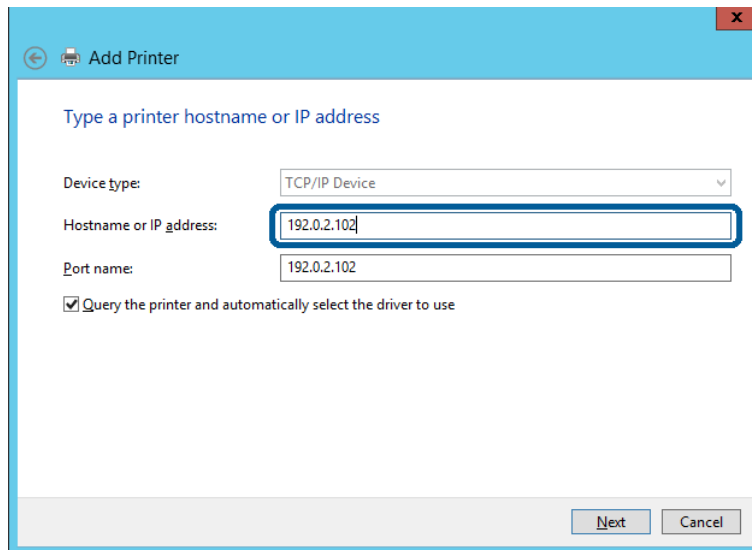 x
Add Printer
Type a printer hostname or IP address
Device type: TCP/IP Device
Hostname or IP address: 192.0.2.102
Port name: 192.0.2.102
Query the printer and automatically select the driver to use
Next Cancel